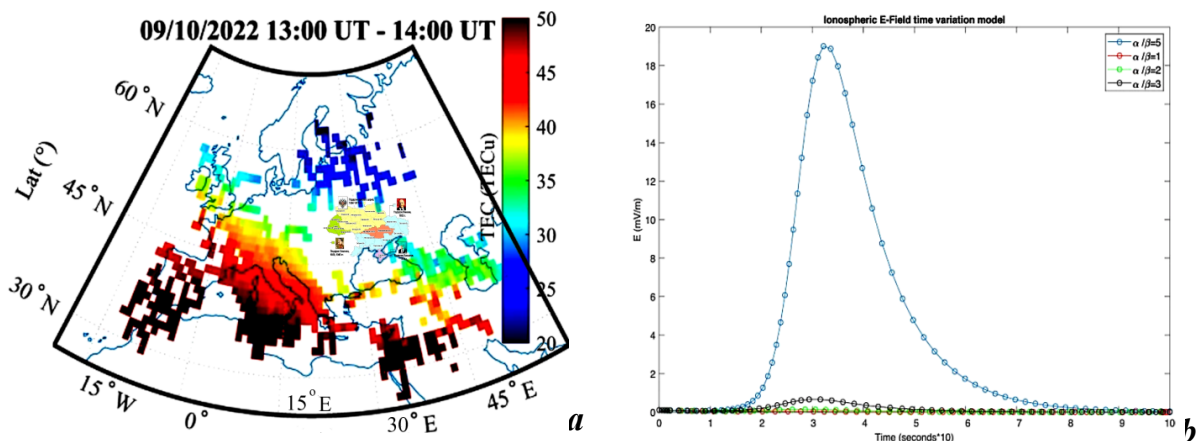 09/10/2022 13:00 UT - 14:00 UT
Lat (°)
60°N
45°N
30°N
15°W
0°
15°E
30°E
45°E
TEC (TECu)
50
45
40
35
30
25
20
a
Ionospheric E-Field time variation model
α /β=5
α /β=1
α /β=2
α /β=3
E (mV/m)
20
18
16
14
12
10
8
6
4
2
0
0 1 2 3 4 5 6 7 8 9 10
Time (seconds*10)
b